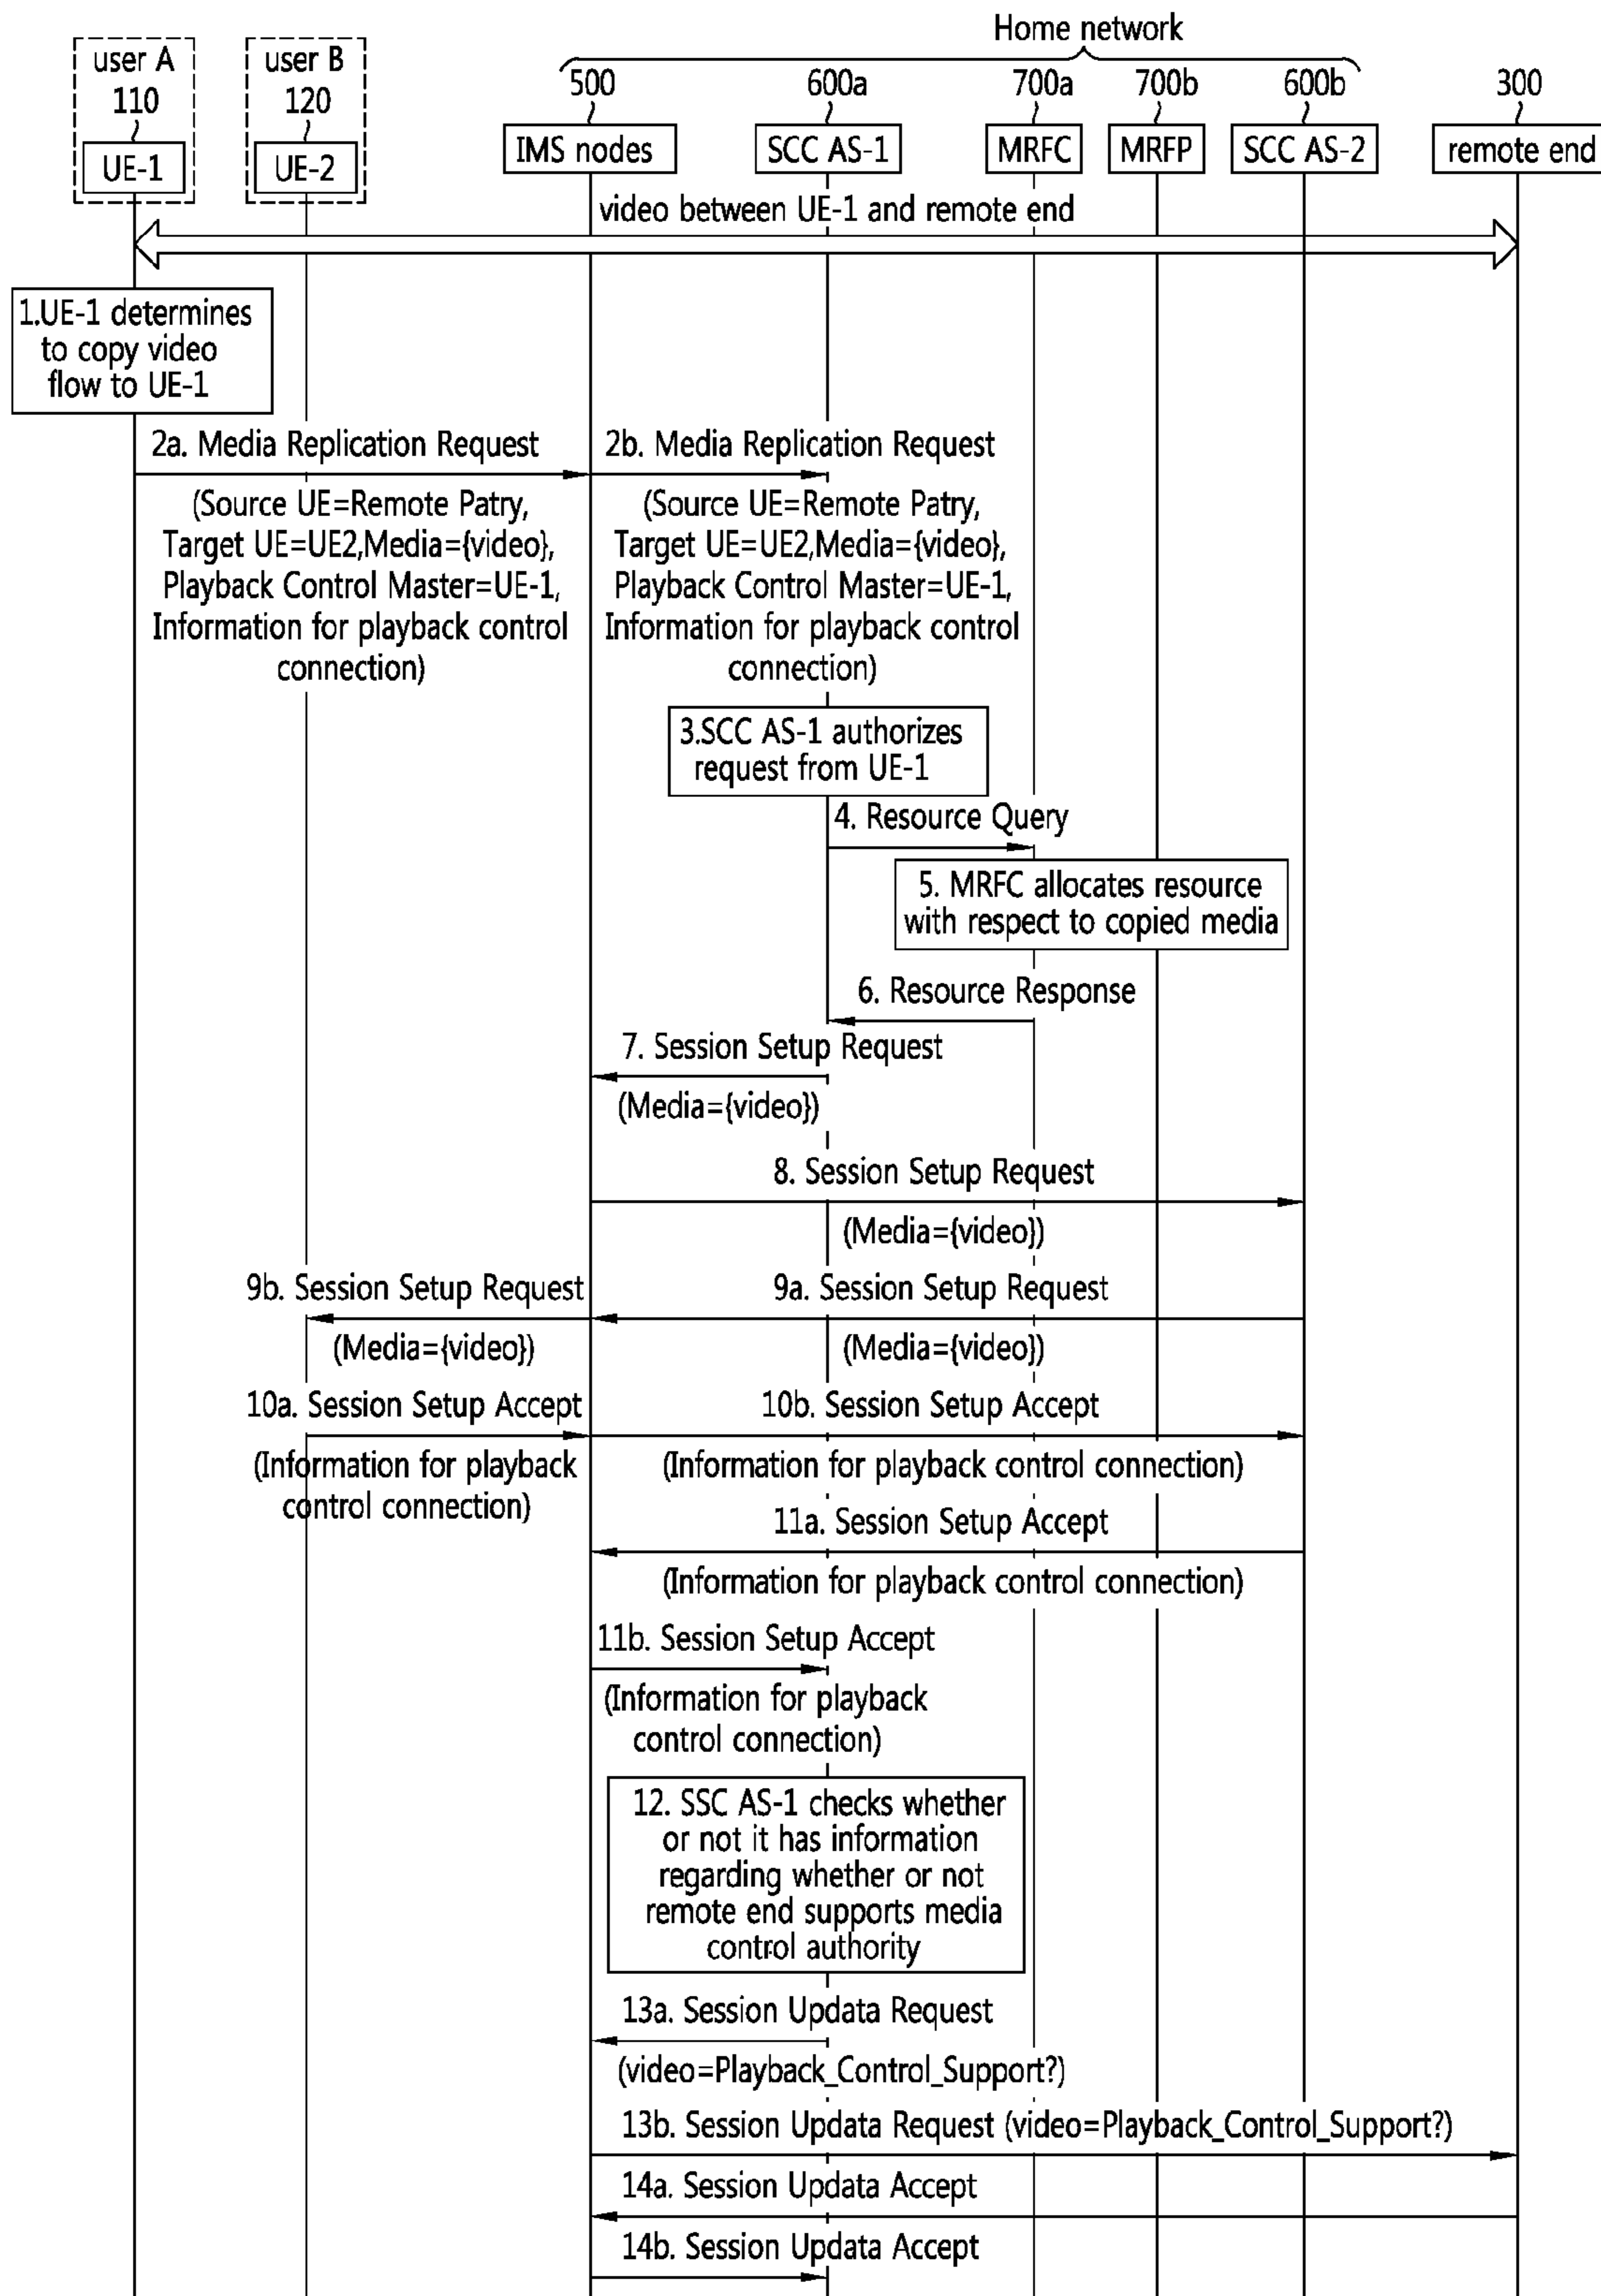 Home network
user A
110
UE-1
user B
120
UE-2
500
IMS nodes
600a
SCC AS-1
700a
MRFC
700b
MRFP
600b
SCC AS-2
300
remote end
video between UE-1 and remote end
1.UE-1 determines
to copy video
flow to UE-1
2a. Media Replication Request
(Source UE=Remote Patry,
Target UE=UE2,Media={video},
Playback Control Master=UE-1,
Information for playback control
connection)
2b. Media Replication Request
(Source UE=Remote Patry,
Target UE=UE2,Media={video},
Playback Control Master=UE-1,
Information for playback control
connection)
3.SCC AS-1 authorizes
request from UE-1
4. Resource Query
5. MRFC allocates resource
with respect to copied media
6. Resource Response
7. Session Setup Request
(Media={video})
8. Session Setup Request
(Media={video})
9b. Session Setup Request
(Media={video})
9a. Session Setup Request
(Media={video})
10a. Session Setup Accept
(Information for playback
control connection)
10b. Session Setup Accept
(Information for playback control connection)
11a. Session Setup Accept
(Information for playback control connection)
11b. Session Setup Accept
(Information for playback
control connection)
12. SSC AS-1 checks whether
or not it has information
regarding whether or not
remote end supports media
control authority
13a. Session Updata Request
(video=Playback_Control_Support?)
13b. Session Updata Request (video=Playback_Control_Support?)
14a. Session Updata Accept
14b. Session Updata Accept